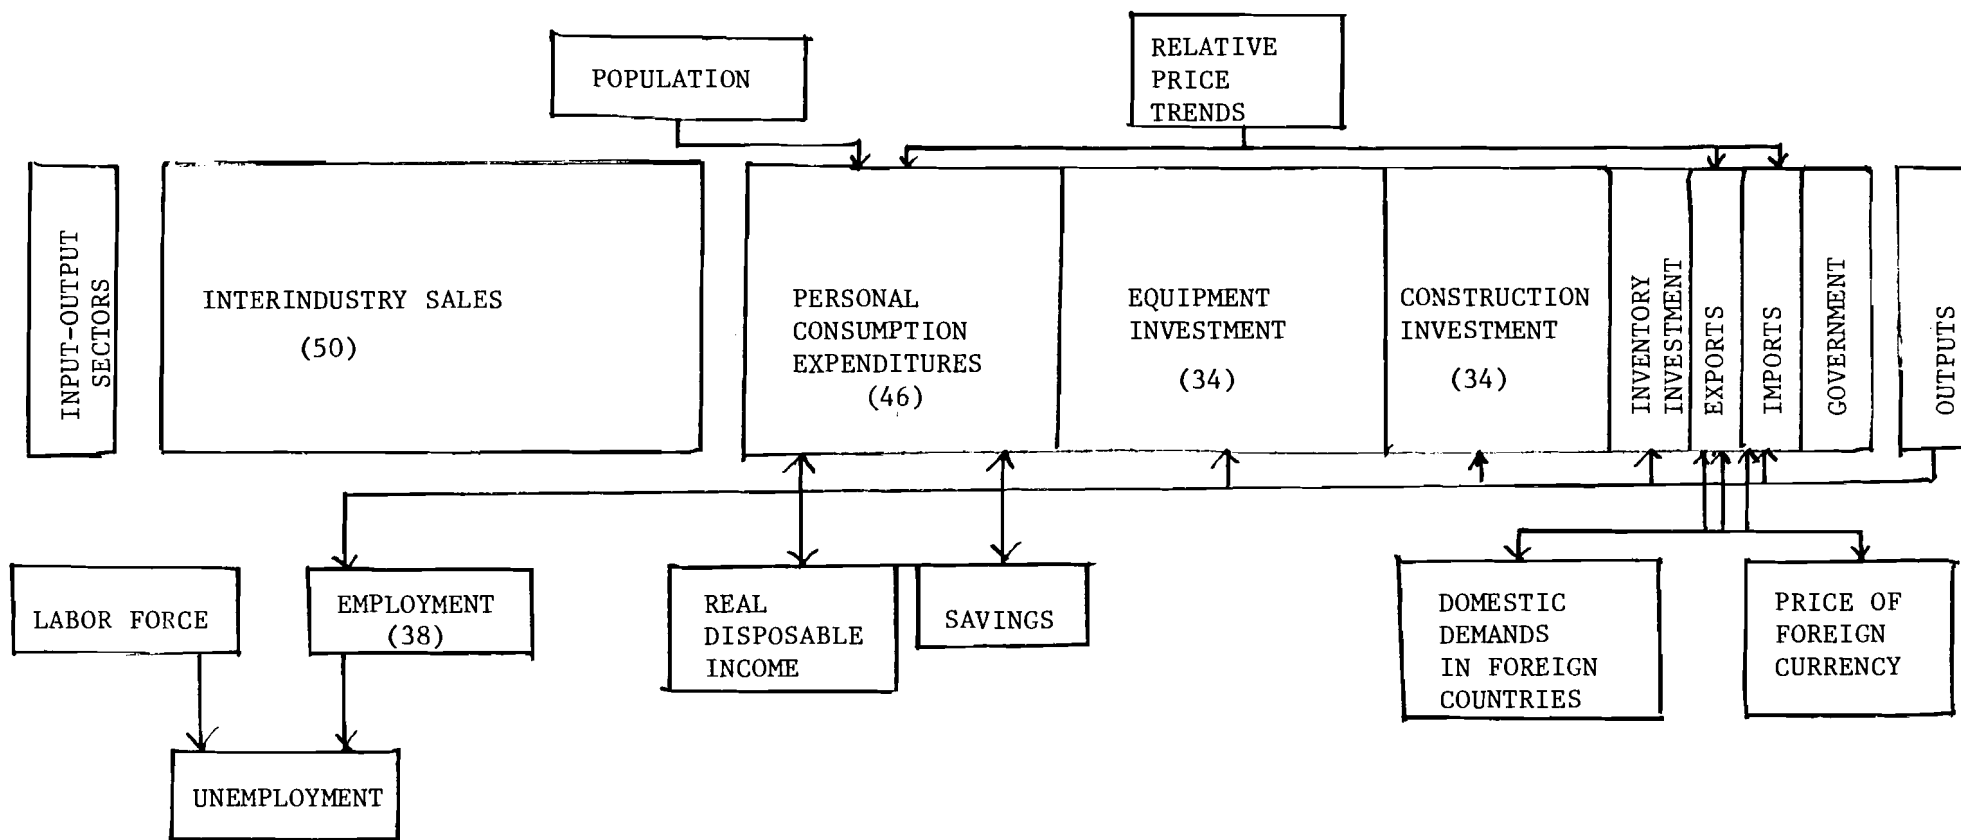 POPULATION
RELATIVE
PRICE
TRENDS
INPUT-OUTPUT
SECTORS
INTERINDUSTRY SALES
(50)
PERSONAL
CONSUMPTION
EXPENDITURES
(46)
EQUIPMENT
INVESTMENT
(34)
CONSTRUCTION
INVESTMENT
(34)
INVENTORY
INVESTMENT
EXPORTS
IMPORTS
GOVERNMENT
OUTPUTS
LABOR FORCE
EMPLOYMENT
(38)
REAL
DISPOSABLE
INCOME
SAVINGS
DOMESTIC
DEMANDS
IN FOREIGN
COUNTRIES
PRICE OF
FOREIGN
CURRENCY
UNEMPLOYMENT